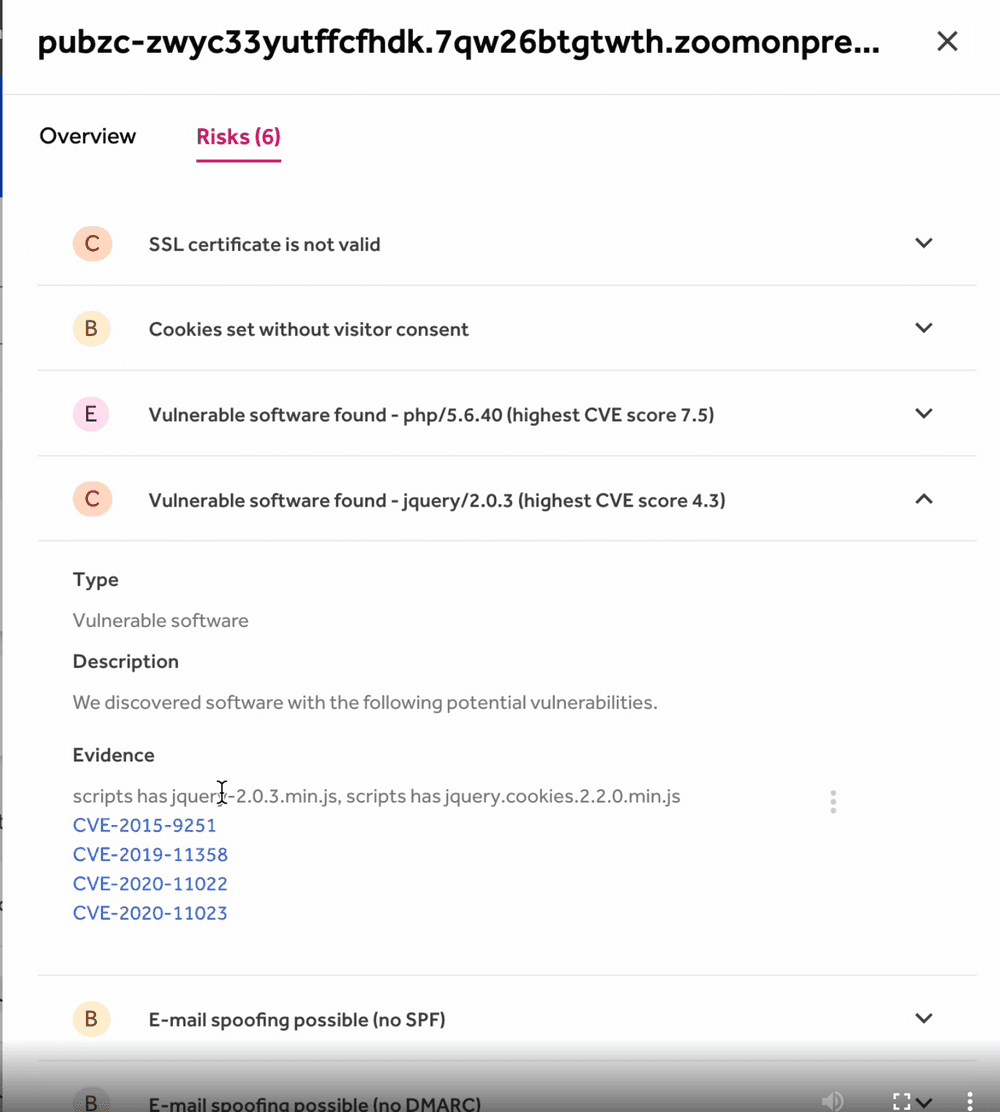 pubzc-zwyc33yutffcfhdk.7qw26btgtwth.zoomonpre...
Overview
Risks (6)
C
SSL certificate is not valid
B
Cookies set without visitor consent
E
Vulnerable software found - php/5.6.40 (highest CVE score 7.5)
C
Vulnerable software found - jquery/2.0.3 (highest CVE score 4.3)
Type
Vulnerable software
Description
We discovered software with the following potential vulnerabilities.
Evidence
scripts has jquery-2.0.3.min.js, scripts has jquery.cookies.2.2.0.min.js
CVE-2015-9251
CVE-2019-11358
CVE-2020-11022
CVE-2020-11023
B
E-mail spoofing possible (no SPF)
B
E-mail spoofing possible (no DMARC)